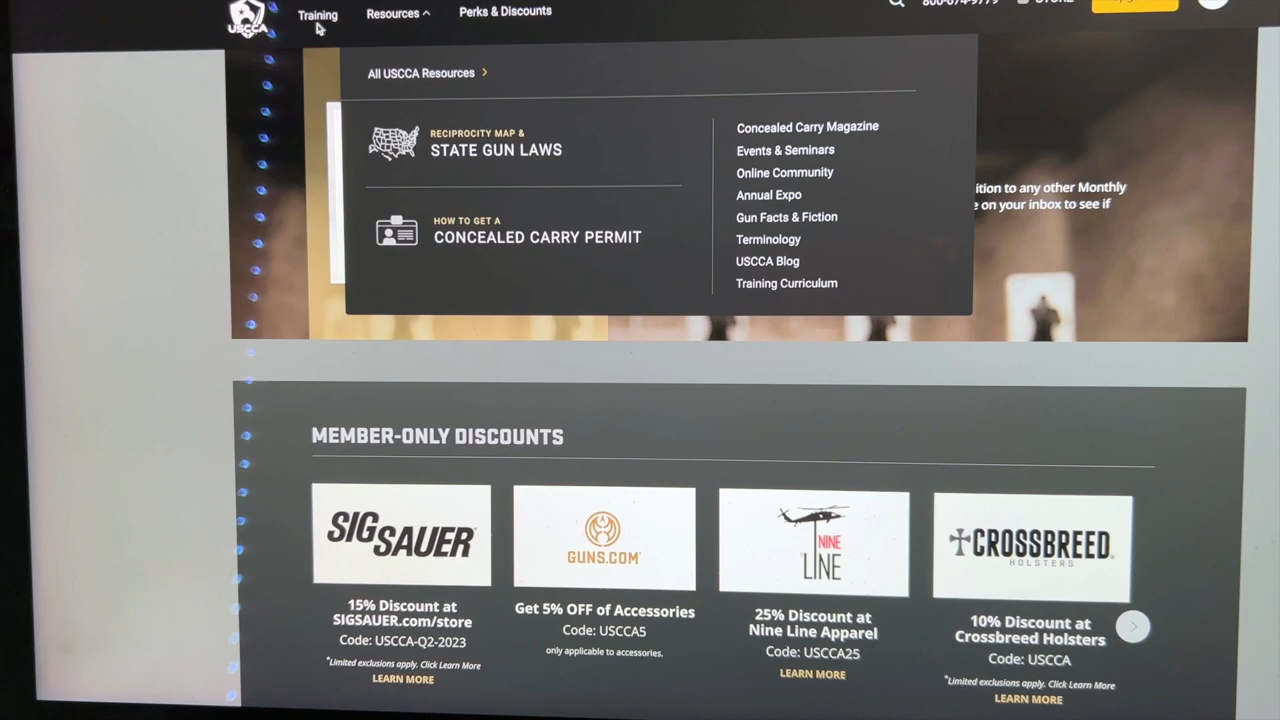 USCCA
Training
Resources
Perks & Discounts
800-674-9779
STORE
All USCCA Resources
RECIPROCITY MAP &
STATE GUN LAWS
HOW TO GET A
CONCEALED CARRY PERMIT
Concealed Carry Magazine
Events & Seminars
Online Community
Annual Expo
Gun Facts & Fiction
Terminology
USCCA Blog
Training Curriculum
ition to any other Monthly
e on your inbox to see if
MEMBER-ONLY DISCOUNTS
SIG SAUER
15% Discount at
SIGSAUER.com/store
Code: USCCA-Q2-2023
*Limited exclusions apply. Click Learn More
LEARN MORE
GUNS.COM
Get 5% OFF of Accessories
Code: USCCA5
only applicable to accessories.
NINE
LINE
25% Discount at
Nine Line Apparel
Code: USCCA25
LEARN MORE
CROSSBREED
HOLSTERS
10% Discount at
Crossbreed Holsters
Code: USCCA
*Limited exclusions apply. Click Learn More
LEARN MORE